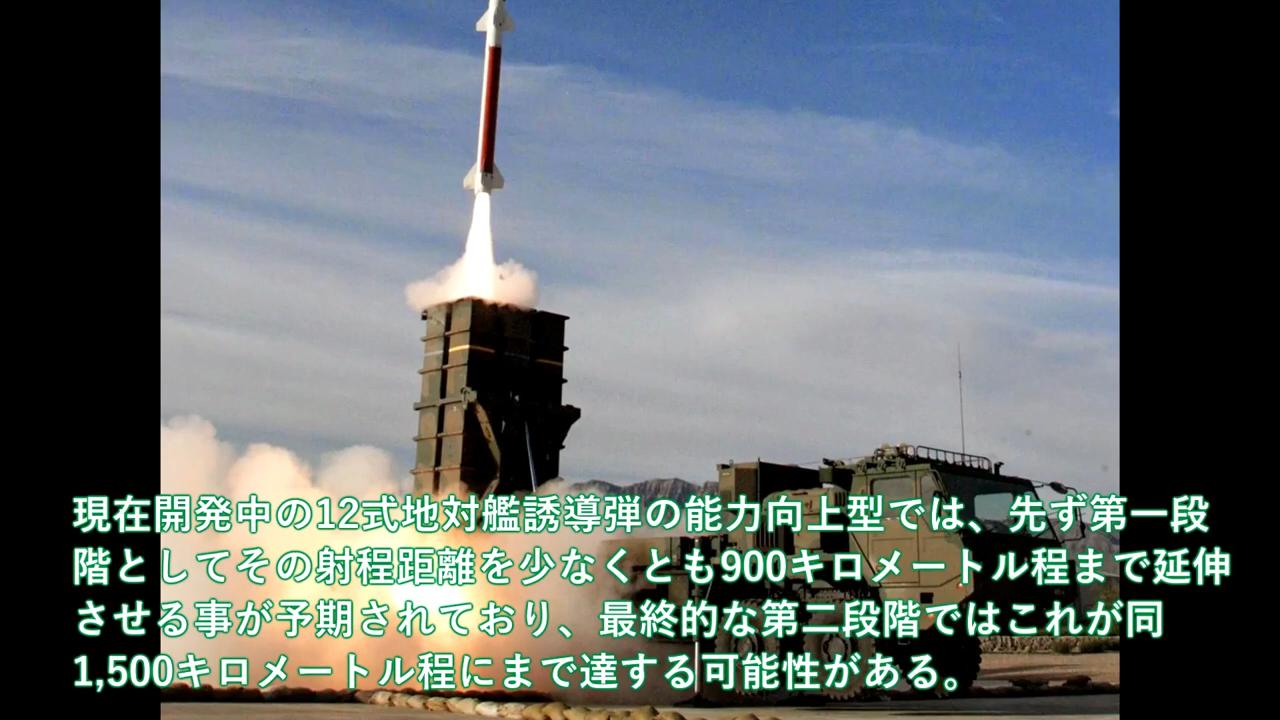 現在開発中の12式地対艦誘導弾の能力向上型では、先ず第一段
階としてその射程距離を少なくとも900キロメートル程まで延伸
させる事が予期されており、最終的な第二段階ではこれが同
1,500キロメートル程にまで達する可能性がある。